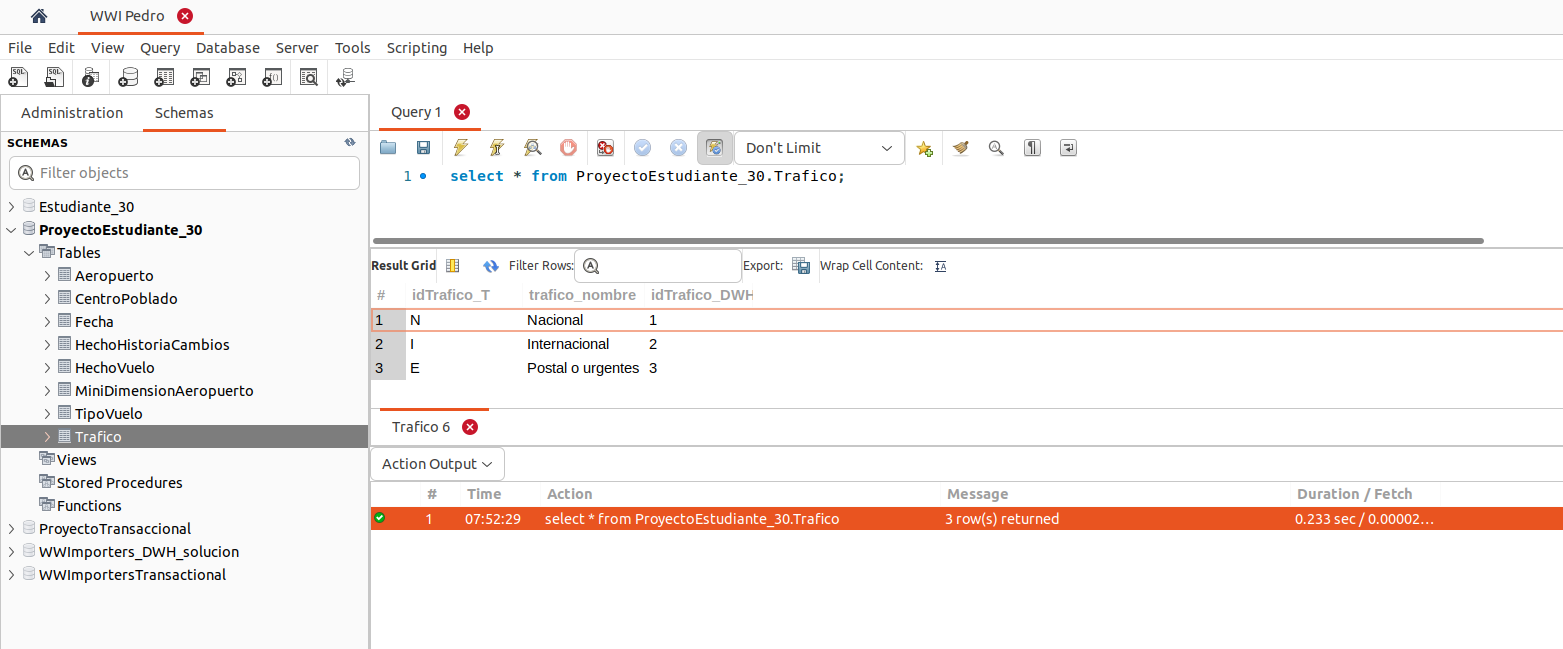 WWI Pedro
File Edit View Query Database Server Tools Scripting Help
Administration Schemas
SCHEMAS
Filter objects
Estudiante_30
ProyectoEstudiante_30
Tables
Aeropuerto
CentroPoblado
Fecha
HechoHistoriaCambios
HechoVuelo
MiniDimensionAeropuerto
TipoVuelo
Trafico
Views
Stored Procedures
Functions
ProyectoTransaccional
WWImporters_DWH_solucion
WWImportersTransactional
Query 1
Don't Limit
1 select * from ProyectoEstudiante_30.Trafico;
Result Grid Filter Rows: Export: Wrap Cell Content:
# idTrafico_T trafico_nombre idTrafico_DWH
1 N Nacional 1
2 I Internacional 2
3 E Postal o urgentes 3
Trafico 6
Action Output
# Time Action Message Duration / Fetch
1 07:52:29 select * from ProyectoEstudiante_30.Trafico 3 row(s) returned 0.233 sec / 0.00002...